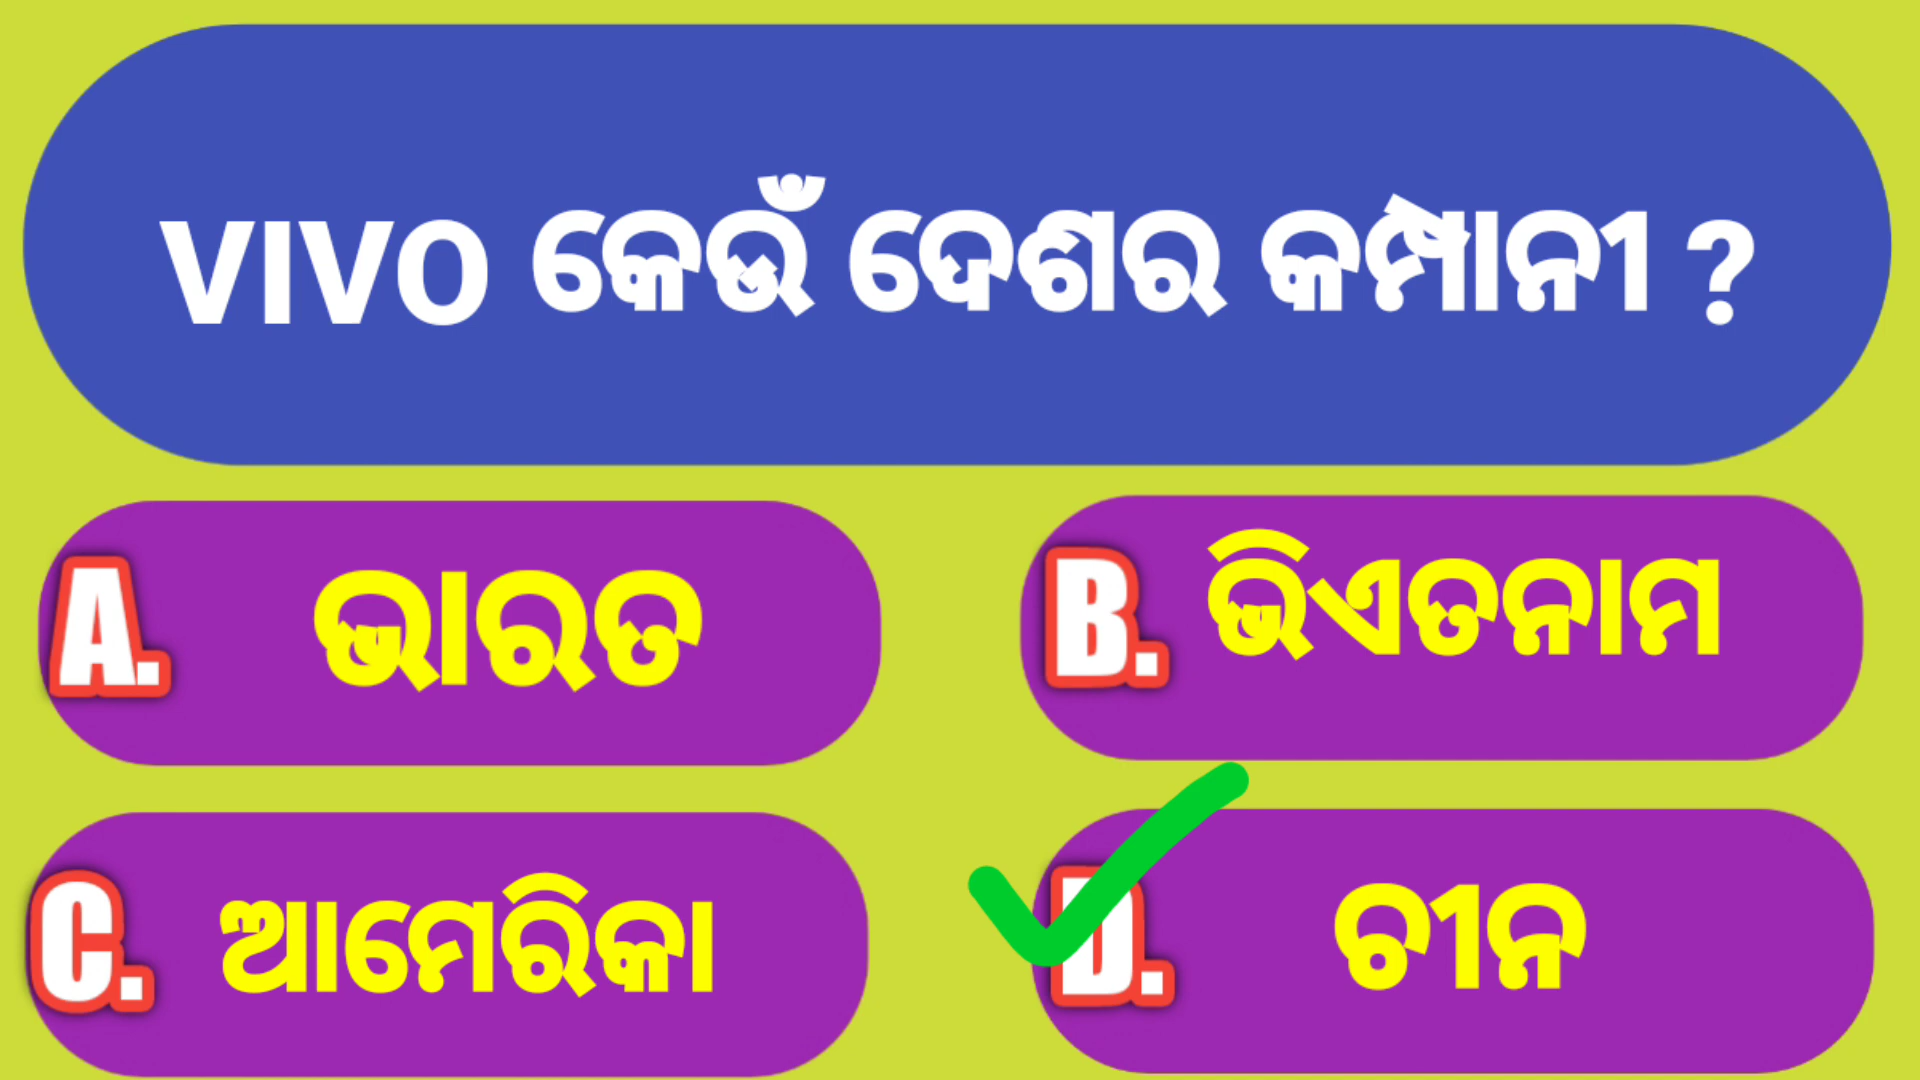 VIVO କେଉଁ ଦେଶର କମ୍ପାନୀ ?
A. ଭାରତ
B. ଭିଏତନାମ
C. ଆମେରିକା
D. ଚୀନ